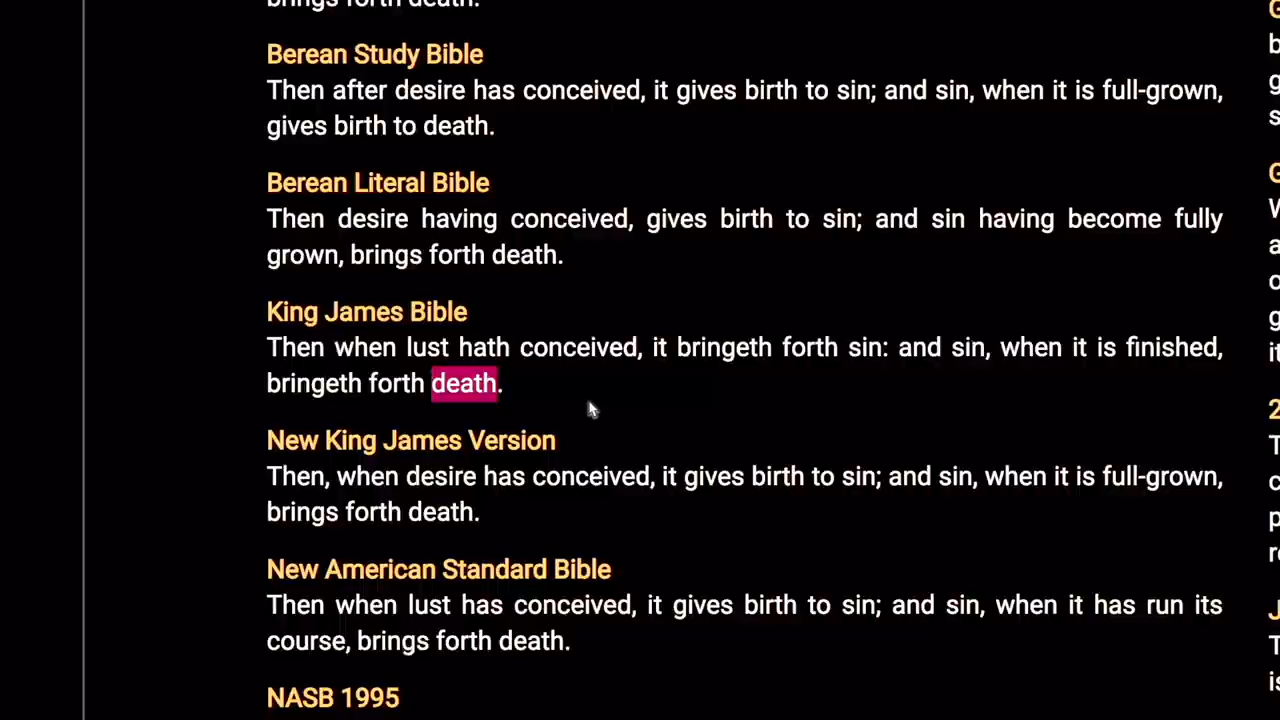 brings forth death.
Berean Study Bible
Then after desire has conceived, it gives birth to sin; and sin, when it is full-grown,
gives birth to death.
Berean Literal Bible
Then desire having conceived, gives birth to sin; and sin having become fully
grown, brings forth death.
King James Bible
Then when lust hath conceived, it bringeth forth sin: and sin, when it is finished,
bringeth forth death.
New King James Version
Then, when desire has conceived, it gives birth to sin; and sin, when it is full-grown,
brings forth death.
New American Standard Bible
Then when lust has conceived, it gives birth to sin; and sin, when it has run its
course, brings forth death.
NASB 1995